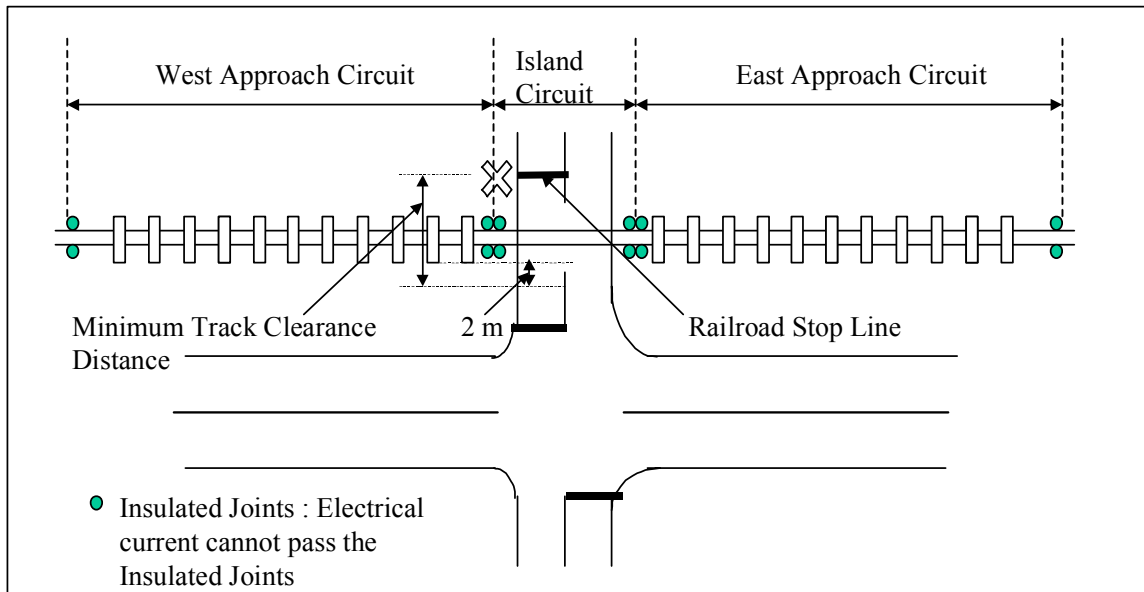 West Approach Circuit
Island
Circuit
East Approach Circuit
Minimum Track Clearance
Distance
2 m
Railroad Stop Line
Insulated Joints : Electrical
current cannot pass the
Insulated Joints